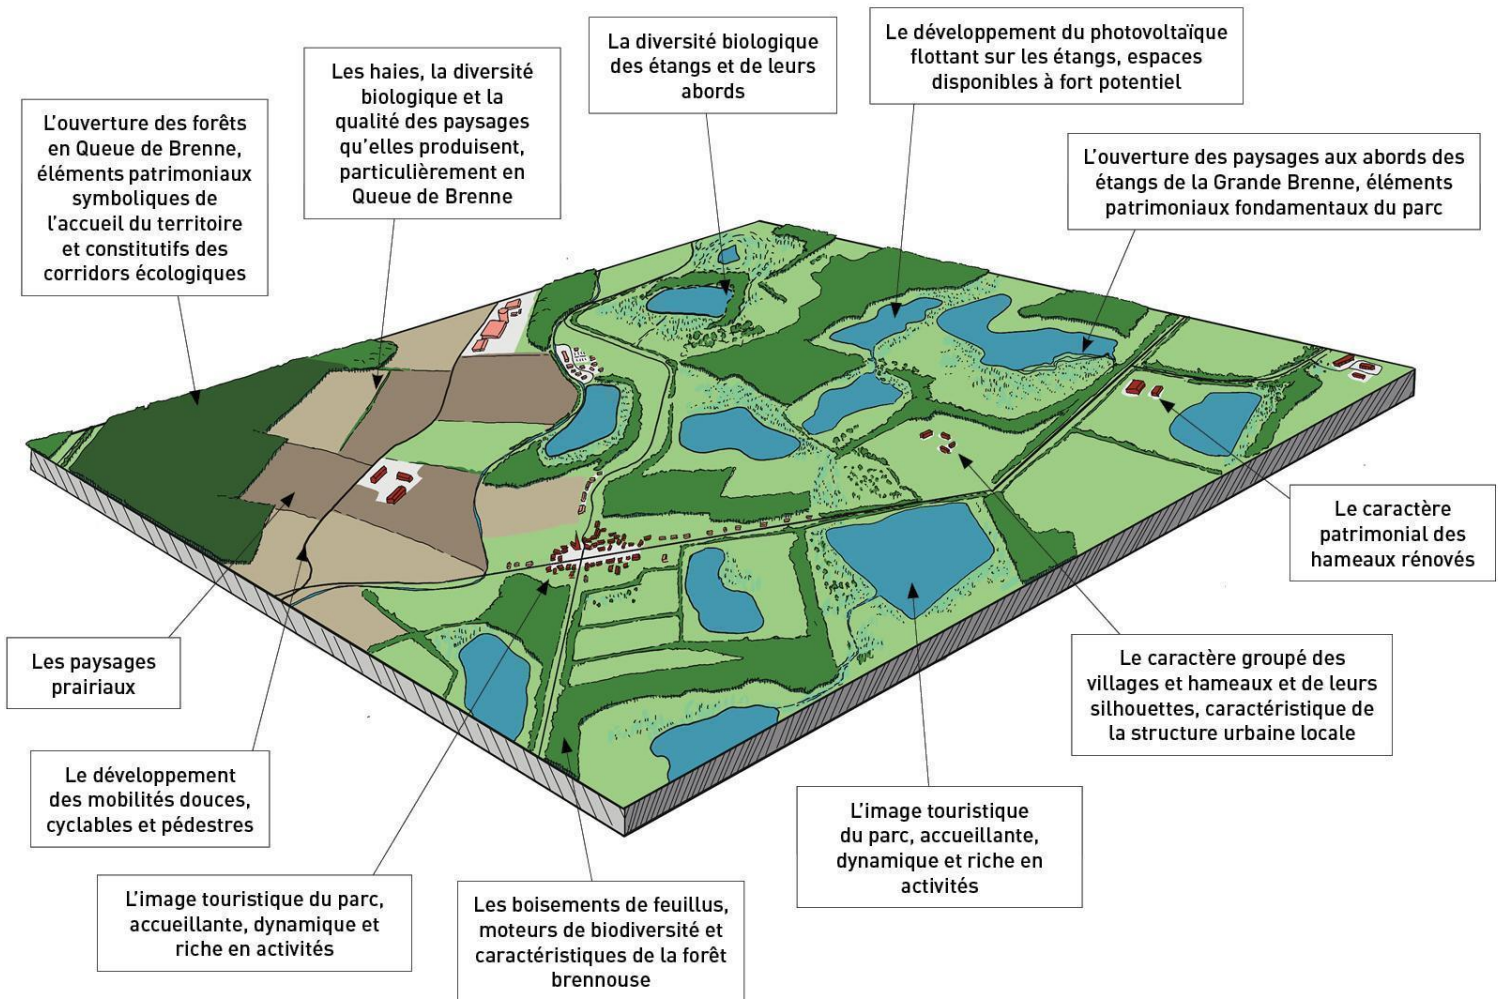 L'ouverture des forêts
en Queue de Brenne,
éléments patrimoniaux
symboliques de
l'accueil du territoire
et constitutifs des
corridors écologiques
Les haies, la diversité
biologique et la
qualité des paysages
qu'elles produisent,
particulièrement en
Queue de Brenne
La diversité biologique
des étangs et de leurs
abords
Le développement du photovoltaïque
flottant sur les étangs, espaces
disponibles à fort potentiel
L'ouverture des paysages aux abords des
étangs de la Grande Brenne, éléments
patrimoniaux fondamentaux du parc
Le caractère
patrimonial des
hameaux rénovés
Les paysages
prairiaux
Le caractère groupé des
villages et hameaux et de leurs
silhouettes, caractéristique de
la structure urbaine locale
Le développement
des mobilités douces,
cyclables et pédestres
L'image touristique
du parc, accueillante,
dynamique et riche en
activités
L'image touristique du parc,
accueillante, dynamique et
riche en activités
Les boisements de feuillus,
moteurs de biodiversité et
caractéristiques de la forêt
brennouse